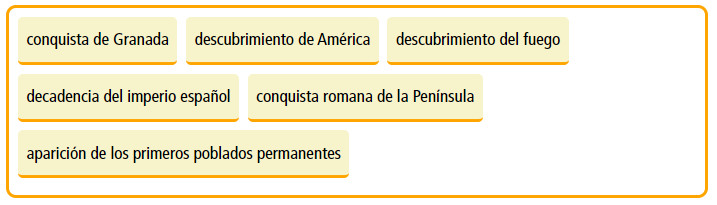 conquista de Granada descubrimiento de América descubrimiento del fuego
decadencia del imperio español conquista romana de la Península
aparición de los primeros poblados permanentes